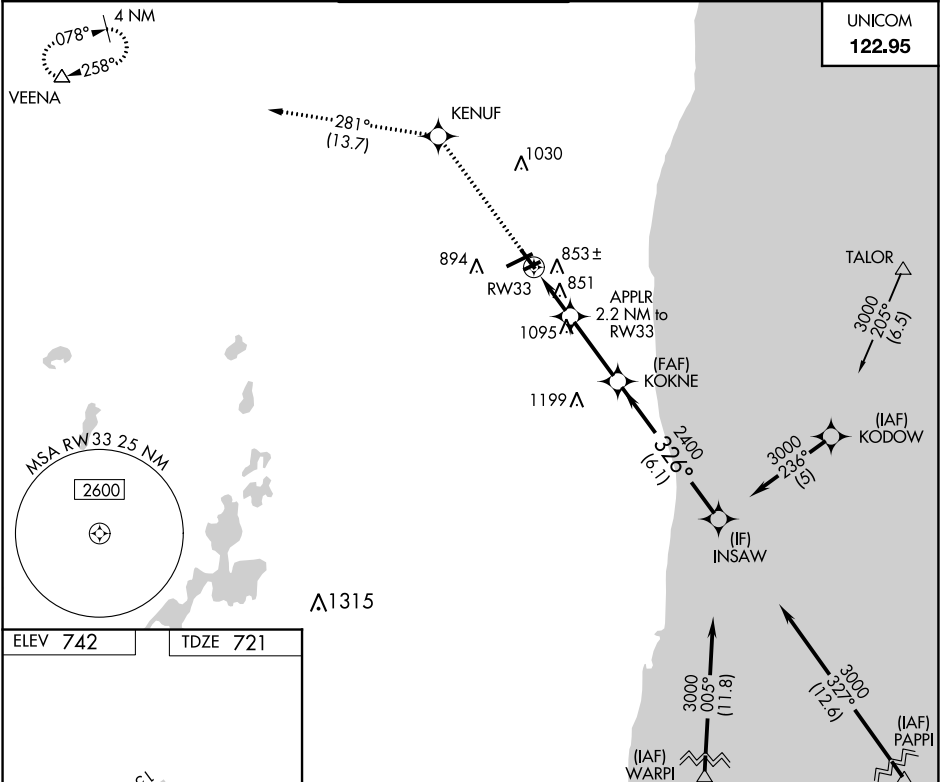 4 NM
078°
258°
VEENA
UNICOM
122.95
KENUF
281°
(13.7)
1030
894
853±
RW33
851
APPLR
2.2 NM to
RW33
1095
TALOR
3000
205°
(6.5)
(FAF)
KOKNE
1199
2400
326°
(6.1)
(IAF)
KODOW
3000
236°
(5)
(IF)
INSAW
MSA RW33 25 NM
2600
1315
ELEV 742
TDZE 721
3000
005°
(11.8)
3000
327°
(12.6)
(IAF)
WARPI
(IAF)
PAPPI